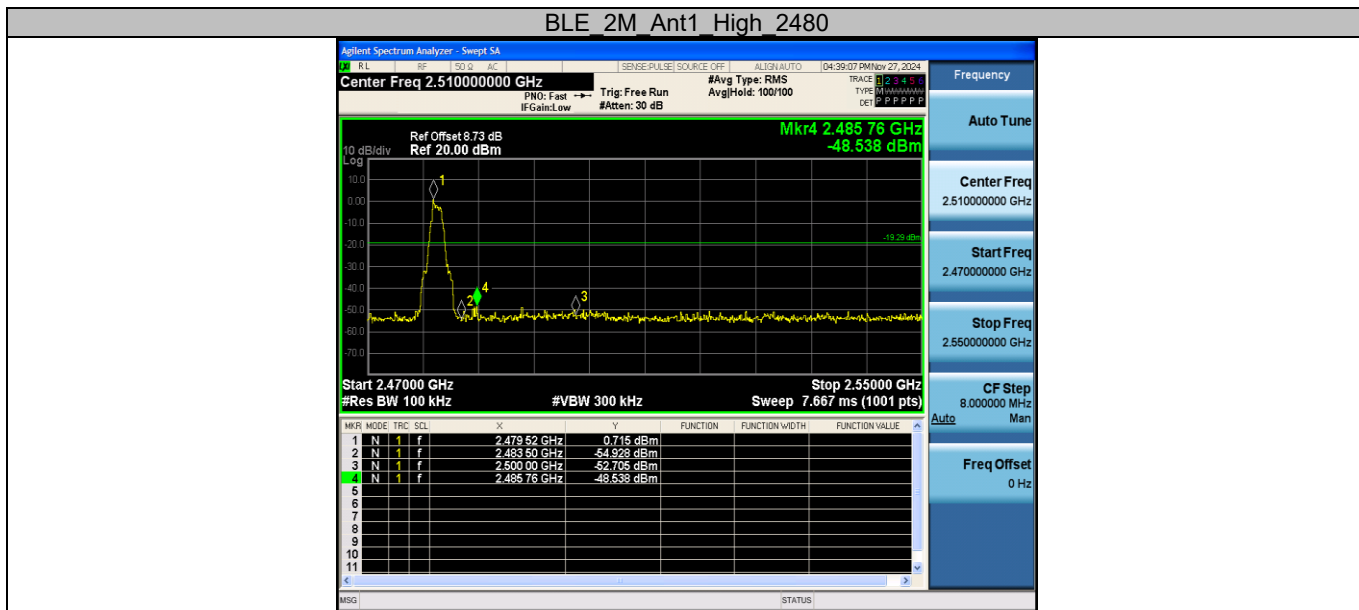 BLE_2M_Ant1_High_2480
Agilent Spectrum Analyzer - Swept SA
RL RF 50 Ω AC SENSE:PULSE SOURCE OFF ALIGN AUTO 04:39:07 PM Nov 27, 2024
Center Freq 2.510000000 GHz
PNO: Fast
IFGain:Low
Trig: Free Run
#Atten: 30 dB
#Avg Type: RMS
Avg|Hold: 100/100
TRACE 1 2 3 4 5 6
TYPE M
DET P P P P P P
Mkr4 2.485 76 GHz
-48.538 dBm
Ref Offset 8.73 dB
10 dB/div Ref 20.00 dBm
Log
10.0
0.00
-10.0
-20.0
-30.0
-40.0
-50.0
-60.0
-70.0
1
2
4
3
-19.29 dBm
Start 2.47000 GHz Stop 2.55000 GHz
#Res BW 100 kHz #VBW 300 kHz Sweep 7.667 ms (1001 pts)
MKR MODE TRC SCL X Y FUNCTION FUNCTION WIDTH FUNCTION VALUE
1 N 1 f 2.479 52 GHz 0.715 dBm
2 N 1 f 2.483 50 GHz -54.928 dBm
3 N 1 f 2.500 00 GHz -52.705 dBm
4 N 1 f 2.485 76 GHz -48.538 dBm
5
6
7
8
9
10
11
MSG STATUS
Frequency
Auto Tune
Center Freq
2.510000000 GHz
Start Freq
2.470000000 GHz
Stop Freq
2.550000000 GHz
CF Step
8.000000 MHz
Auto Man
Freq Offset
0 Hz